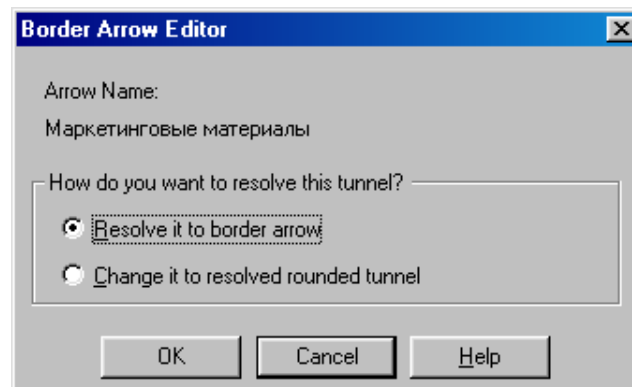 Border Arrow Editor
Arrow Name:
Маркетинговые материалы
How do you want to resolve this tunnel?
Resolve it to border arrow
Change it to resolved rounded tunnel
OK Cancel Help